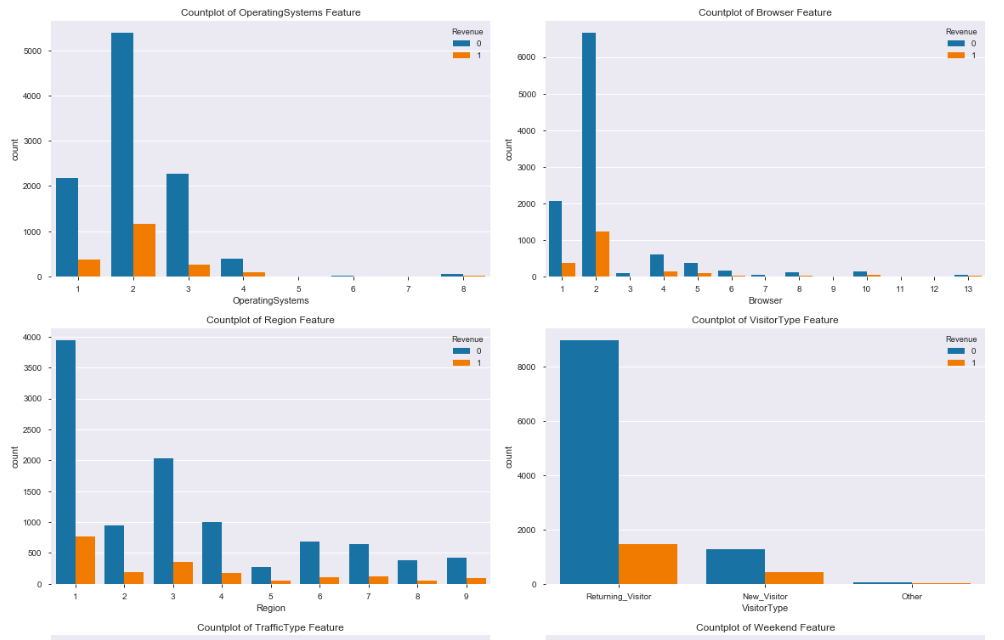 Countplot of OperatingSystems Feature
Revenue
0
1
5000
4000
3000
2000
1000
0
count
1 2 3 4 5 6 7 8
OperatingSystems
Countplot of Browser Feature
Revenue
0
1
6000
5000
4000
3000
2000
1000
0
count
1 2 3 4 5 6 7 8 9 10 11 12 13
Browser
Countplot of Region Feature
Revenue
0
1
4000
3500
3000
2500
2000
1500
1000
500
0
count
1 2 3 4 5 6 7 8 9
Region
Countplot of VisitorType Feature
Revenue
0
1
8000
6000
4000
2000
0
count
Returning_Visitor New_Visitor Other
VisitorType
Countplot of TrafficType Feature
Countplot of Weekend Feature